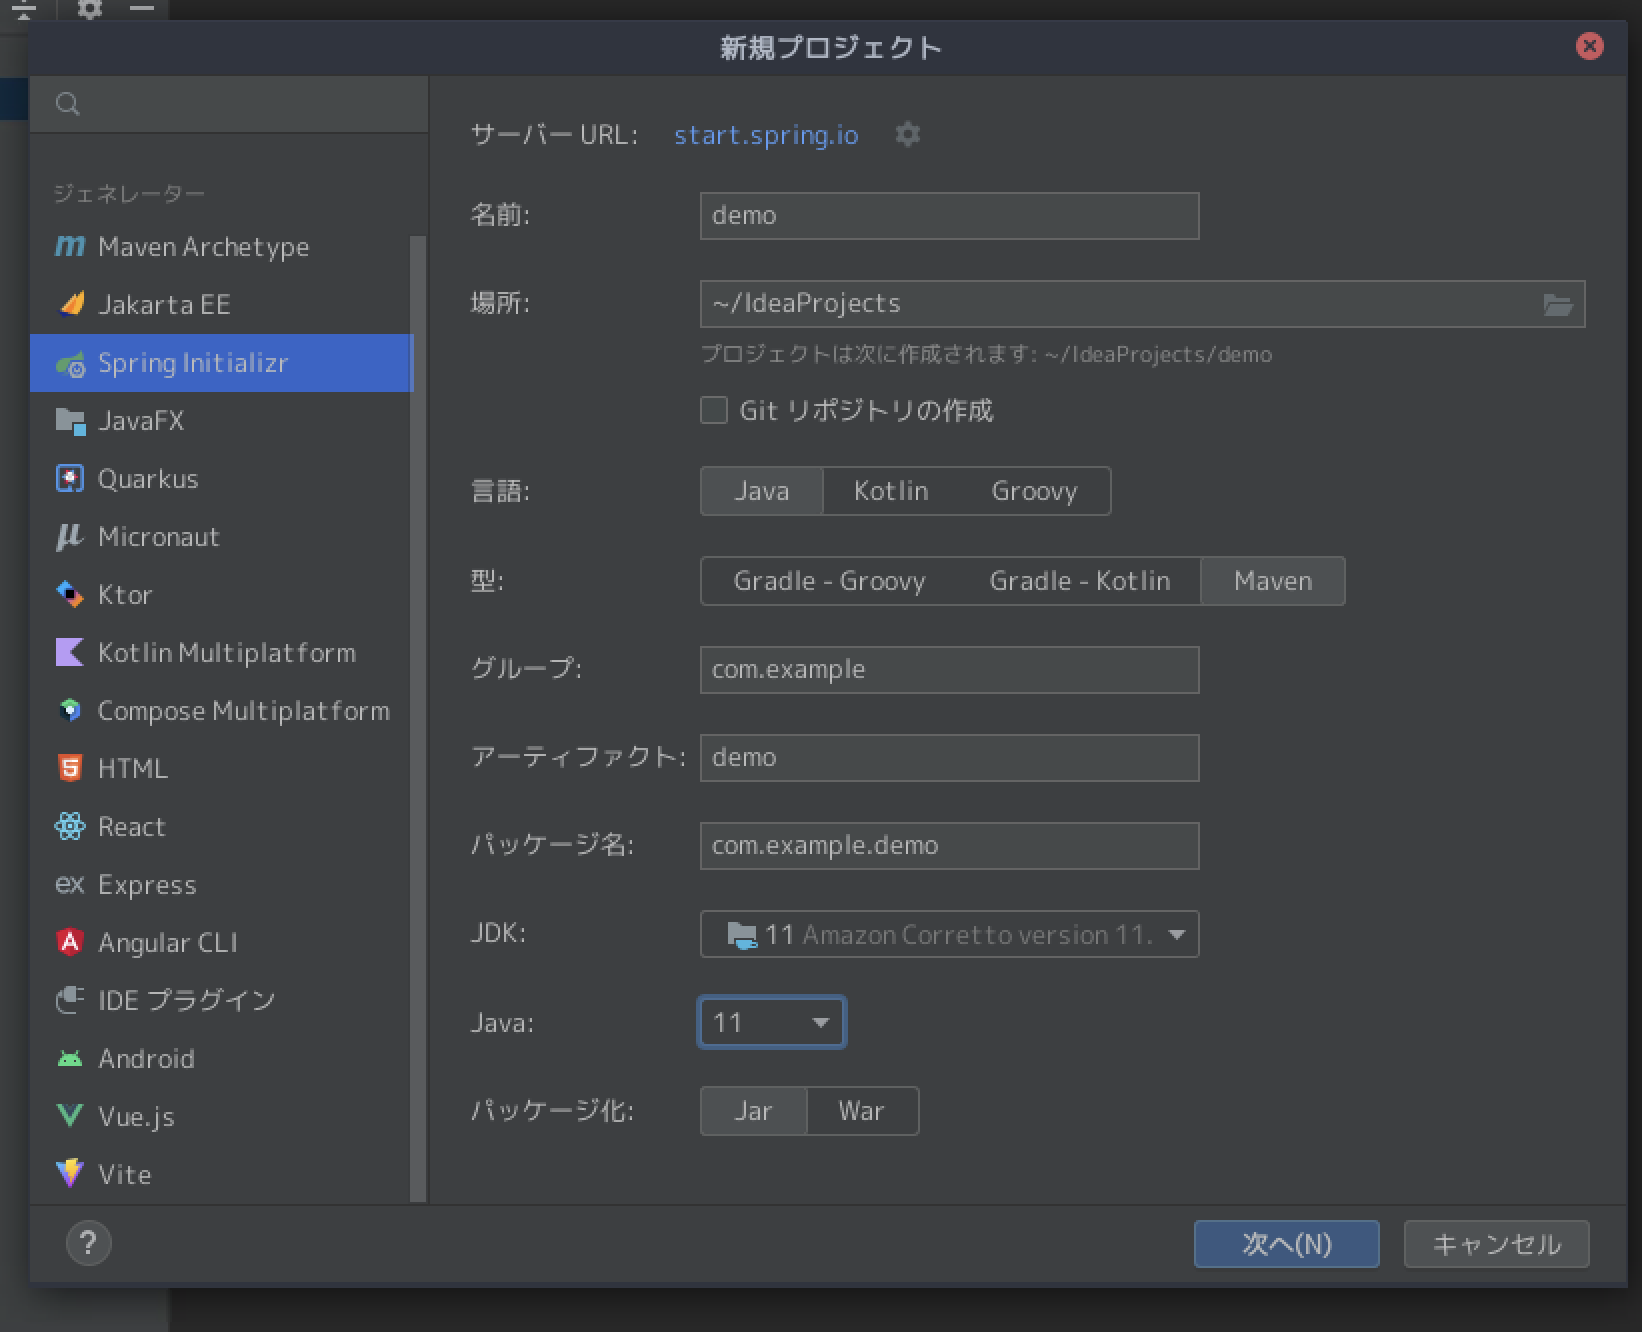 新規プロジェクト
ジェネレーター
Maven Archetype
Jakarta EE
Spring Initializr
JavaFX
Quarkus
Micronaut
Ktor
Kotlin Multiplatform
Compose Multiplatform
HTML
React
Express
Angular CLI
IDE プラグイン
Android
Vue.js
Vite
サーバー URL: start.spring.io
名前: demo
場所: ~/IdeaProjects
プロジェクトは次に作成されます: ~/IdeaProjects/demo
Git リポジトリの作成
言語: Java Kotlin Groovy
型: Gradle - Groovy Gradle - Kotlin Maven
グループ: com.example
アーティファクト: demo
パッケージ名: com.example.demo
JDK: 11 Amazon Corretto version 11.
Java: 11
パッケージ化: Jar War
? 次へ(N) キャンセル